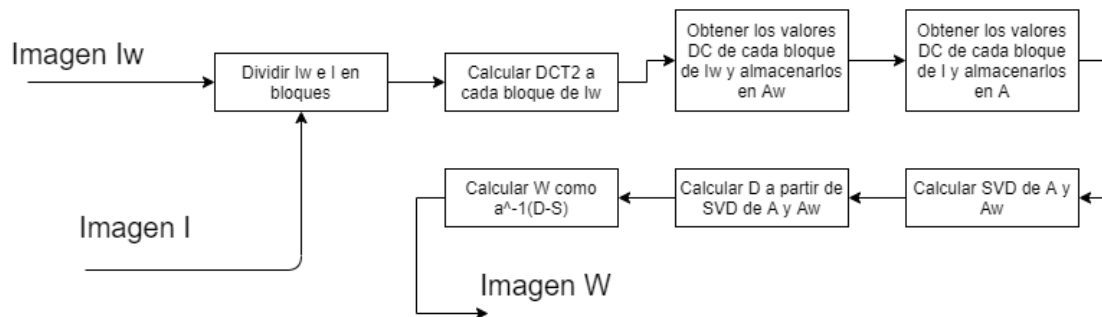 Imagen Iw
Dividir Iw e I en
bloques
Calcular DCT2 a
cada bloque de Iw
Obtener los valores
DC de cada bloque
de Iw y almacenarlos
en Aw
Obtener los valores
DC de cada bloque
de I y almacenarlos
en A
Calcular SVD de A y
Aw
Calcular D a partir de
SVD de A y Aw
Calcular W como
a^-1(D-S)
Imagen I
Imagen W